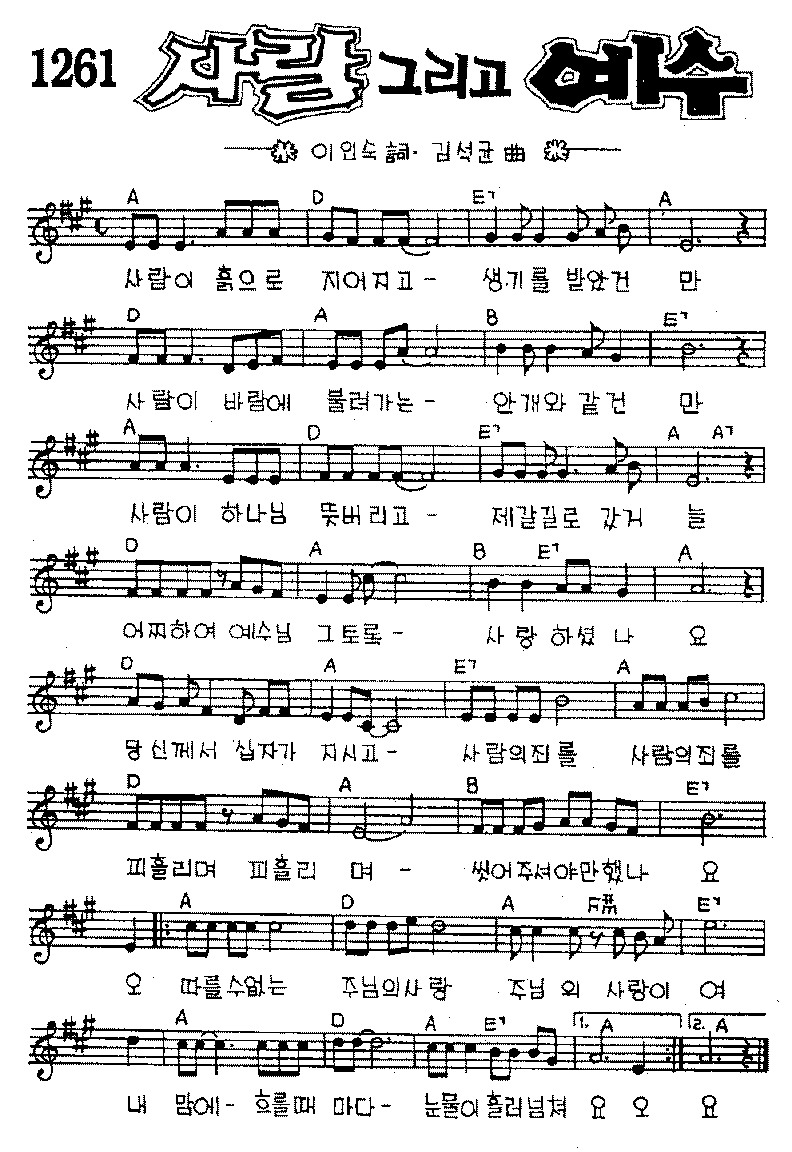 1261 사람 그리고 예수
이인숙 詞· 김석균 曲
A D E7 A
사람이 흙으로 지어지고- 생기를 받았건 만
D A B E7
사람이 바람에 불려가는- 안개와 같건 만
A D E7 A A7
사람이 하나님 뜻버리고- 제갈길로 갔거 늘
D A B E7 A
어찌하여 예수님 그토록- 사 랑 하셨 나 요
D A E7 A
당신께서 십자가 지시고- 사람의죄를 사람의죄를
D A B E7
피흘리며 피흘리 며- 씻어주셔야만했나 요
A D A F#m E7
오 따를수없는 주님의사랑 주님 의 사랑이 여
A D A E7 1. A 2. A
내 맘에- 흐를때 마다- 눈물이흘러넘쳐 요 오 요